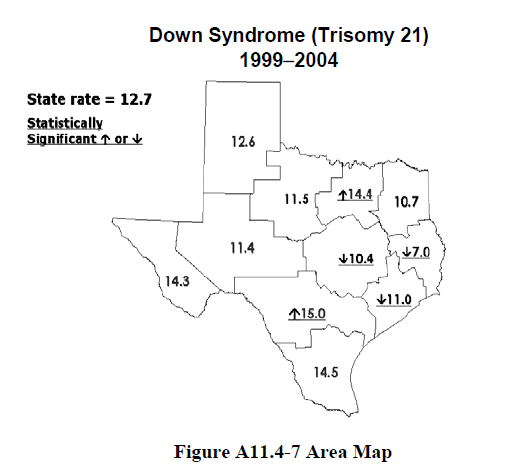 Down Syndrome (Trisomy 21)
1999–2004
State rate = 12.7
Statistically
Significant ↑ or ↓
12.6
11.5
↑14.4
10.7
11.4
↓10.4
↓7.0
14.3
↓11.0
↑15.0
14.5
Figure A11.4-7 Area Map